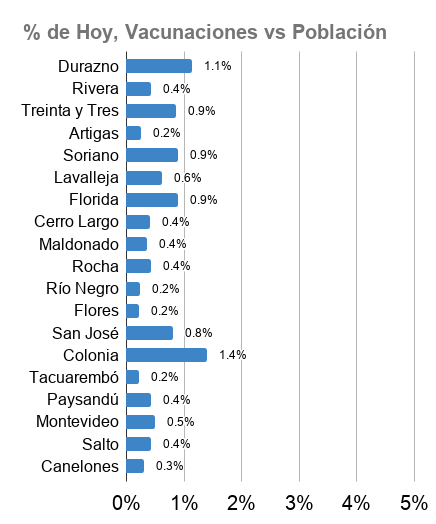 % de Hoy, Vacunaciones vs Población
Durazno 1.1%
Rivera 0.4%
Treinta y Tres 0.9%
Artigas 0.2%
Soriano 0.9%
Lavalleja 0.6%
Florida 0.9%
Cerro Largo 0.4%
Maldonado 0.4%
Rocha 0.4%
Río Negro 0.2%
Flores 0.2%
San José 0.8%
Colonia 1.4%
Tacuarembó 0.2%
Paysandú 0.4%
Montevideo 0.5%
Salto 0.4%
Canelones 0.3%
0% 1% 2% 3% 4% 5%